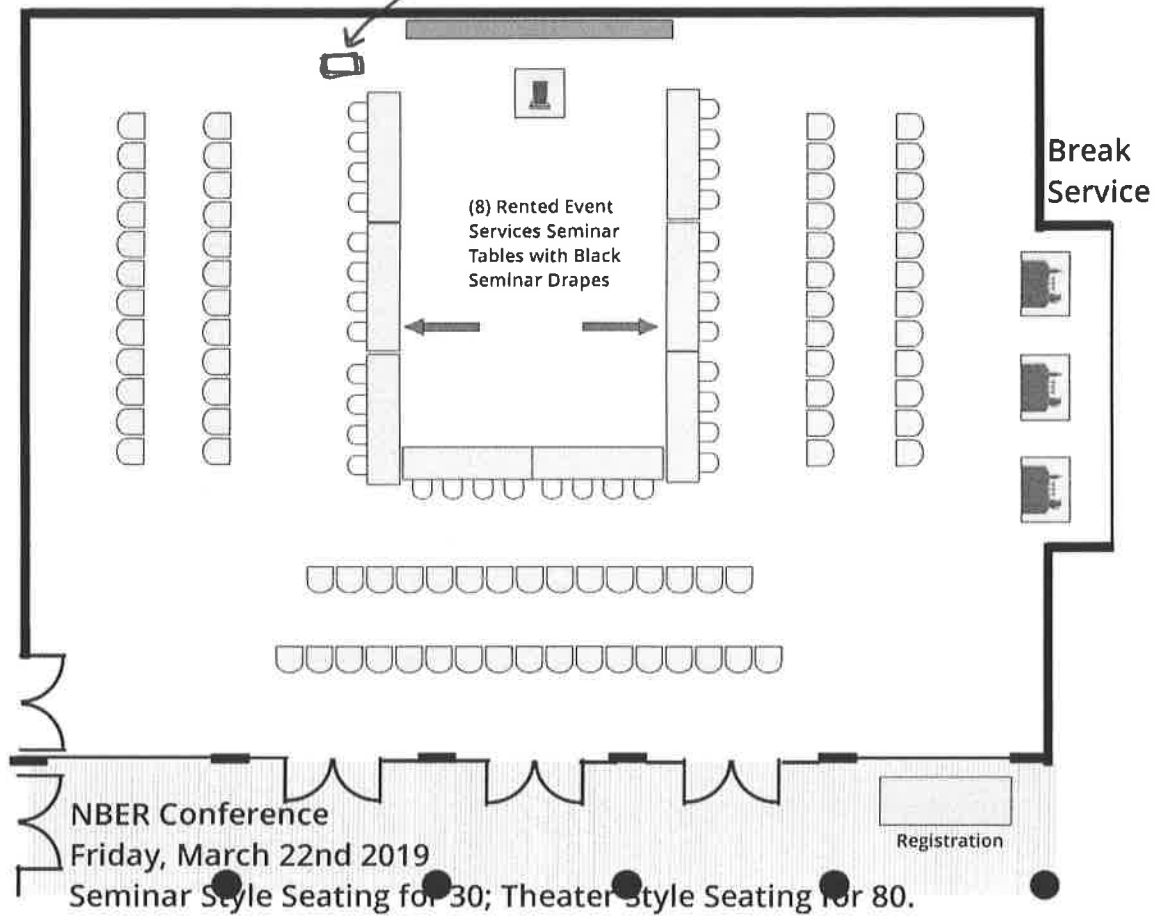 Break
Service
(8) Rented Event
Services Seminar
Tables with Black
Seminar Drapes
Registration
NBER Conference
Friday, March 22nd 2019
Seminar Style Seating for 30; Theater Style Seating for 80.